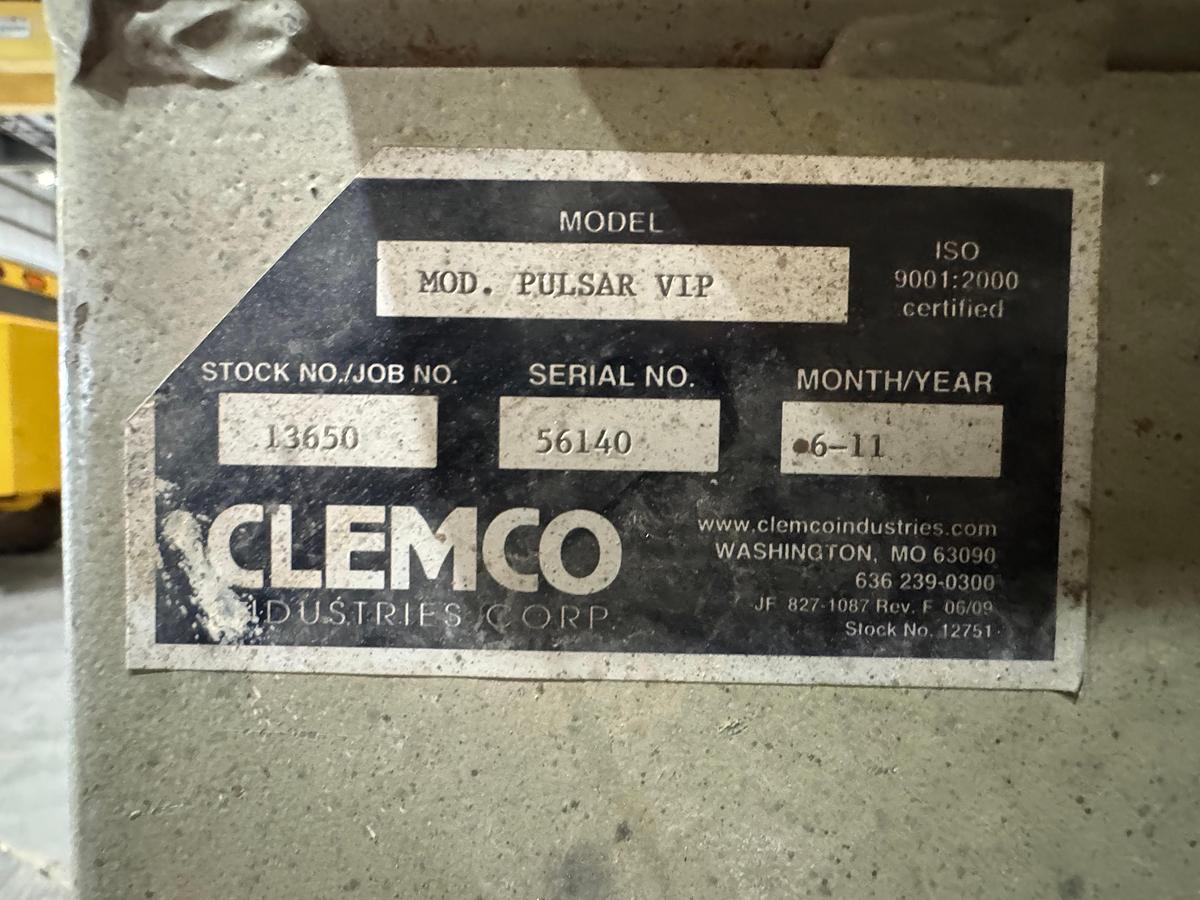 MODEL
MOD. PULSAR VIP
ISO
9001:2000
certified
STOCK NO./JOB NO.
13650
SERIAL NO.
56140
MONTH/YEAR
6-11
CLEMCO
INDUSTRIES CORP.
www.clemcoindustries.com
WASHINGTON, MO 63090
636 239-0300
JF 827-1087 Rev. F 06/09
Stock No. 12751